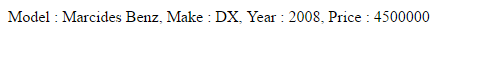 Model : Marcides Benz, Make : DX, Year : 2008, Price : 4500000